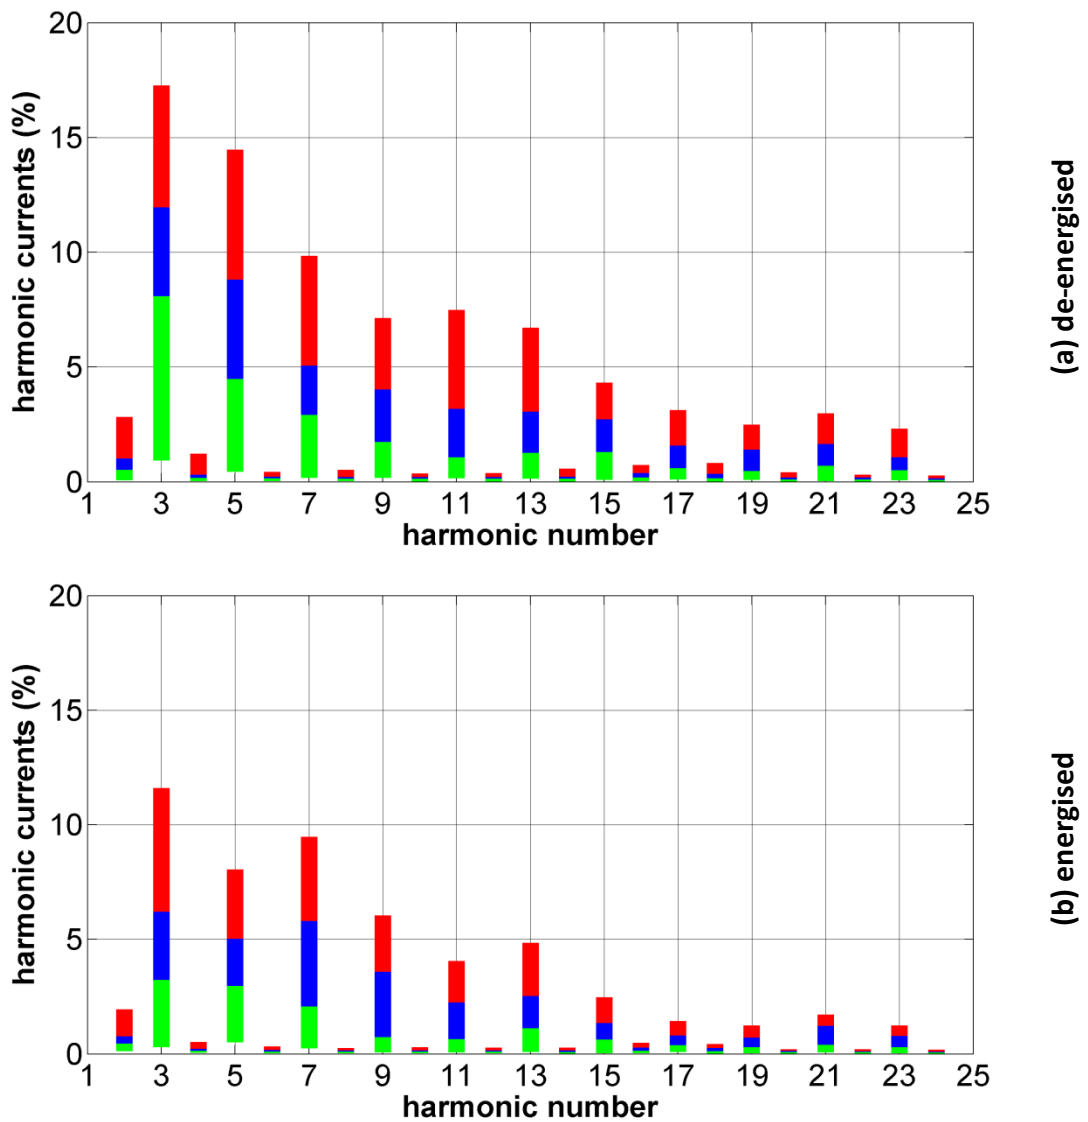 20
15
10
5
0
harmonic currents (%)
1 3 5 7 9 11 13 15 17 19 21 23 25
harmonic number
(a) de-energised
20
15
10
5
0
harmonic currents (%)
1 3 5 7 9 11 13 15 17 19 21 23 25
harmonic number
(b) energised